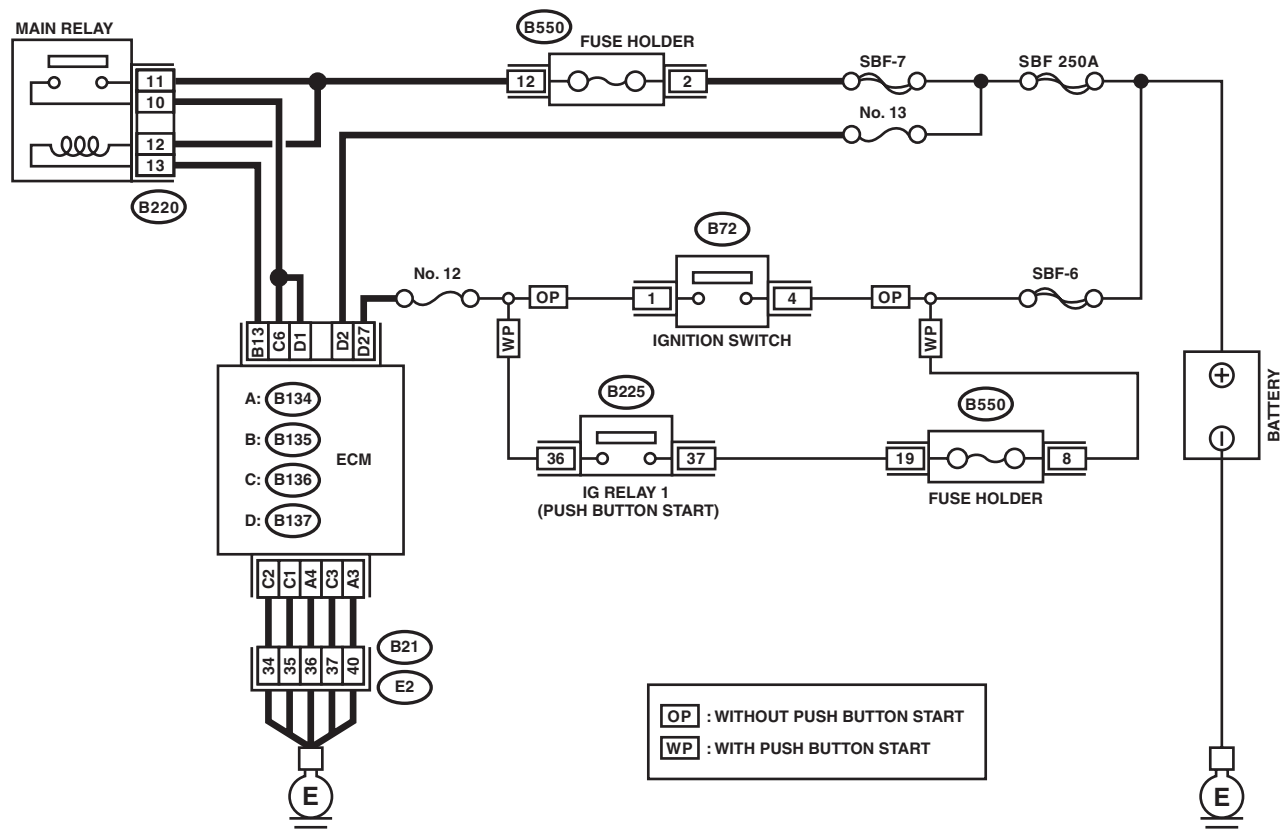 MAIN RELAY
B550
FUSE HOLDER
SBF-7
SBF 250A
11
10
12
13
12
2
No. 13
B220
B72
No. 12
OP
1
4
OP
SBF-6
WP
IGNITION SWITCH
WP
B13
C6
D1
D2
D27
BATTERY
B225
B550
A: B134
B: B135
C: B136
D: B137
ECM
36
37
19
8
IG RELAY 1
(PUSH BUTTON START)
FUSE HOLDER
C2
C1
A4
C3
A3
34
35
36
37
40
B21
E2
OP : WITHOUT PUSH BUTTON START
WP : WITH PUSH BUTTON START
E
E